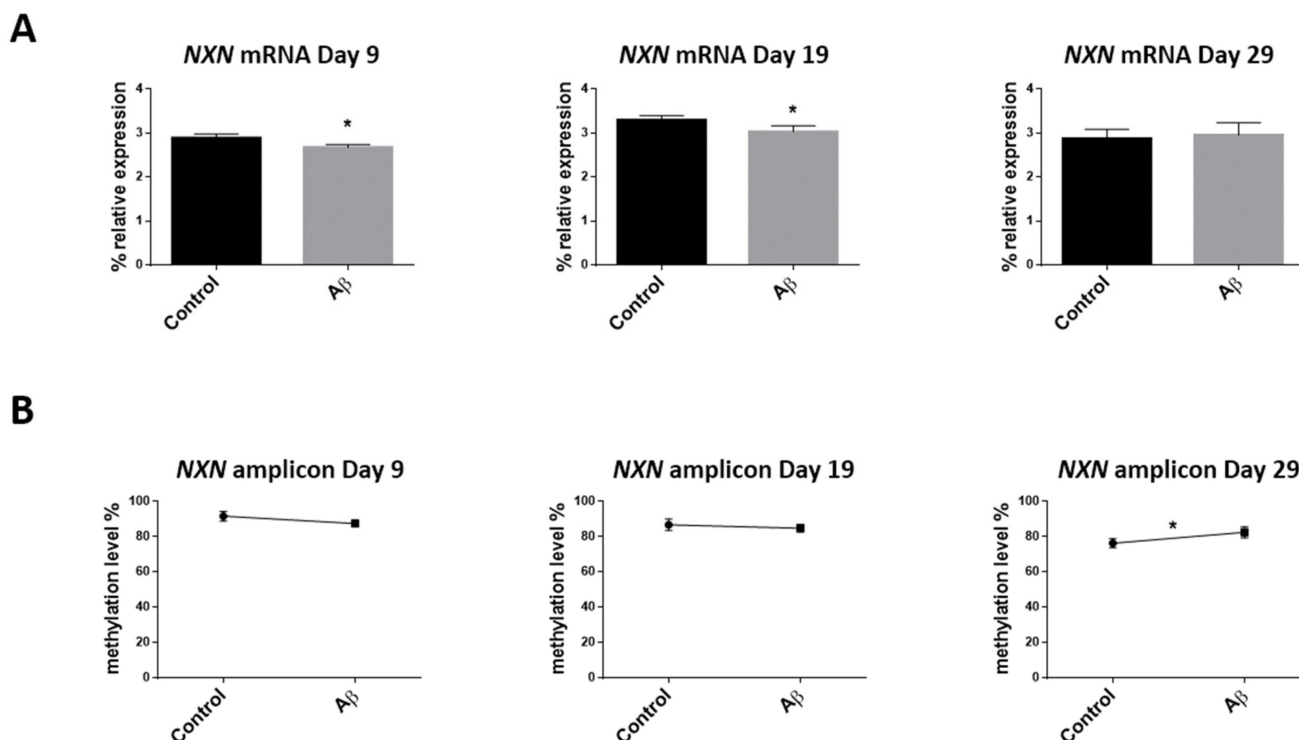 A
NXN mRNA Day 9
NXN mRNA Day 19
NXN mRNA Day 29
% relative expression
4
3
2
1
0
*
Control
Aβ
% relative expression
4
3
2
1
0
*
Control
Aβ
% relative expression
4
3
2
1
0
Control
Aβ
B
NXN amplicon Day 9
NXN amplicon Day 19
NXN amplicon Day 29
methylation level %
100
80
60
40
20
0
Control
Aβ
methylation level %
100
80
60
40
20
0
Control
Aβ
methylation level %
100
80
60
40
20
0
*
Control
Aβ